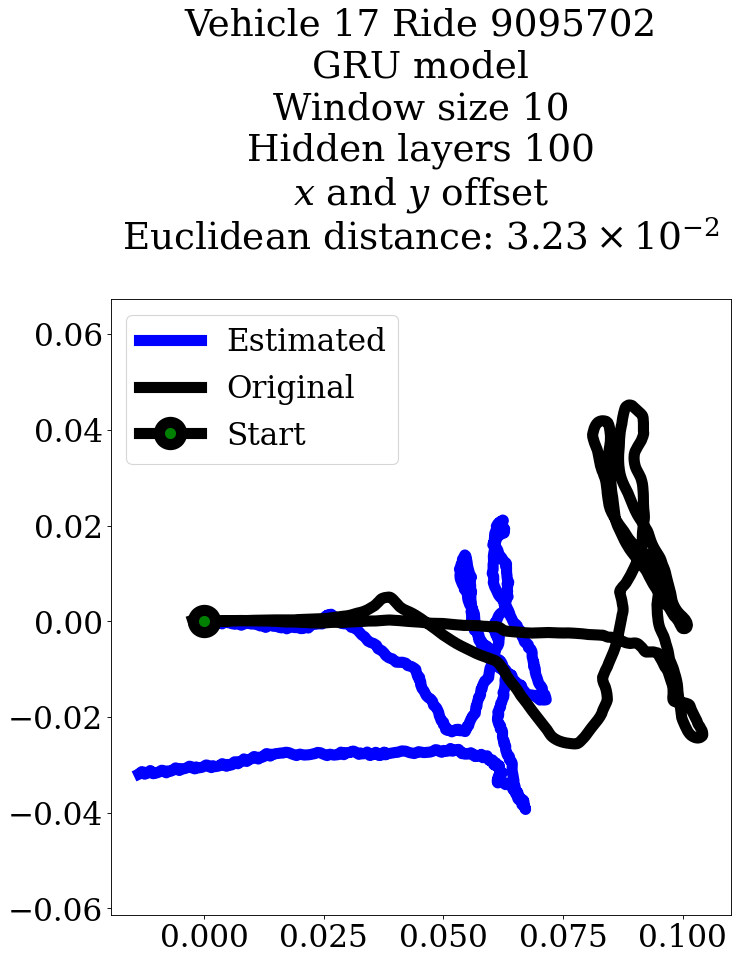 Vehicle 17 Ride 9095702
GRU model
Window size 10
Hidden layers 100
x and y offset
Euclidean distance: 3.23 × 10⁻²
Estimated
Original
Start
0.06
0.04
0.02
0.00
−0.02
−0.04
−0.06
0.000 0.025 0.050 0.075 0.100